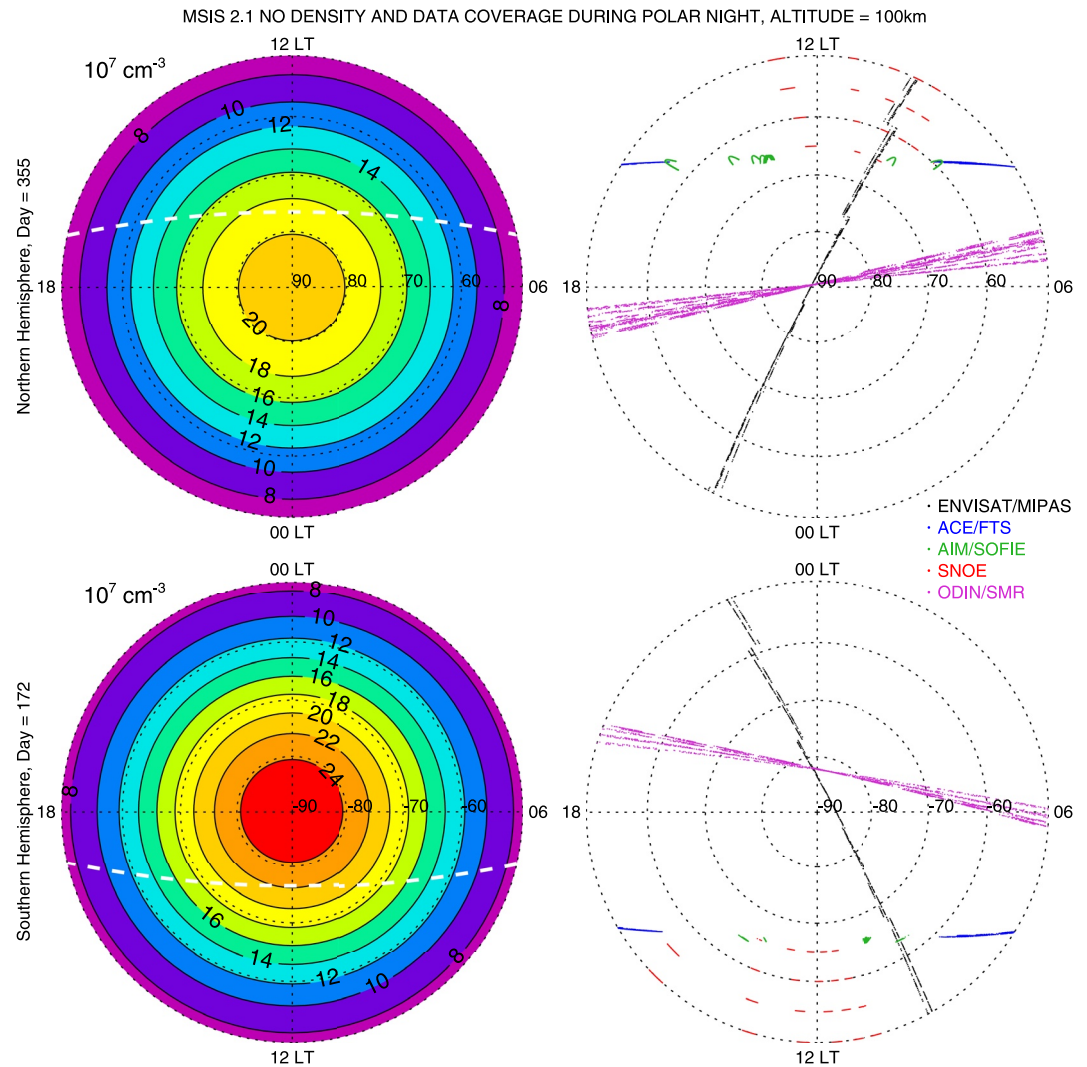 MSIS 2.1 NO DENSITY AND DATA COVERAGE DURING POLAR NIGHT, ALTITUDE = 100km
12 LT
12 LT
10⁷ cm⁻³
8
10
12
14
Northern Hemisphere, Day = 355
18
90
80
70
60
8
06
18
90
80
70
60
06
20
18
16
14
12
10
8
00 LT
00 LT
· ENVISAT/MIPAS
· ACE/FTS
· AIM/SOFIE
· SNOE
· ODIN/SMR
00 LT
00 LT
10⁷ cm⁻³
8
10
12
14
16
18
20
22
24
Southern Hemisphere, Day = 172
8
18
-90
-80
-70
-60
06
18
-90
-80
-70
-60
06
16
14
12
10
8
12 LT
12 LT